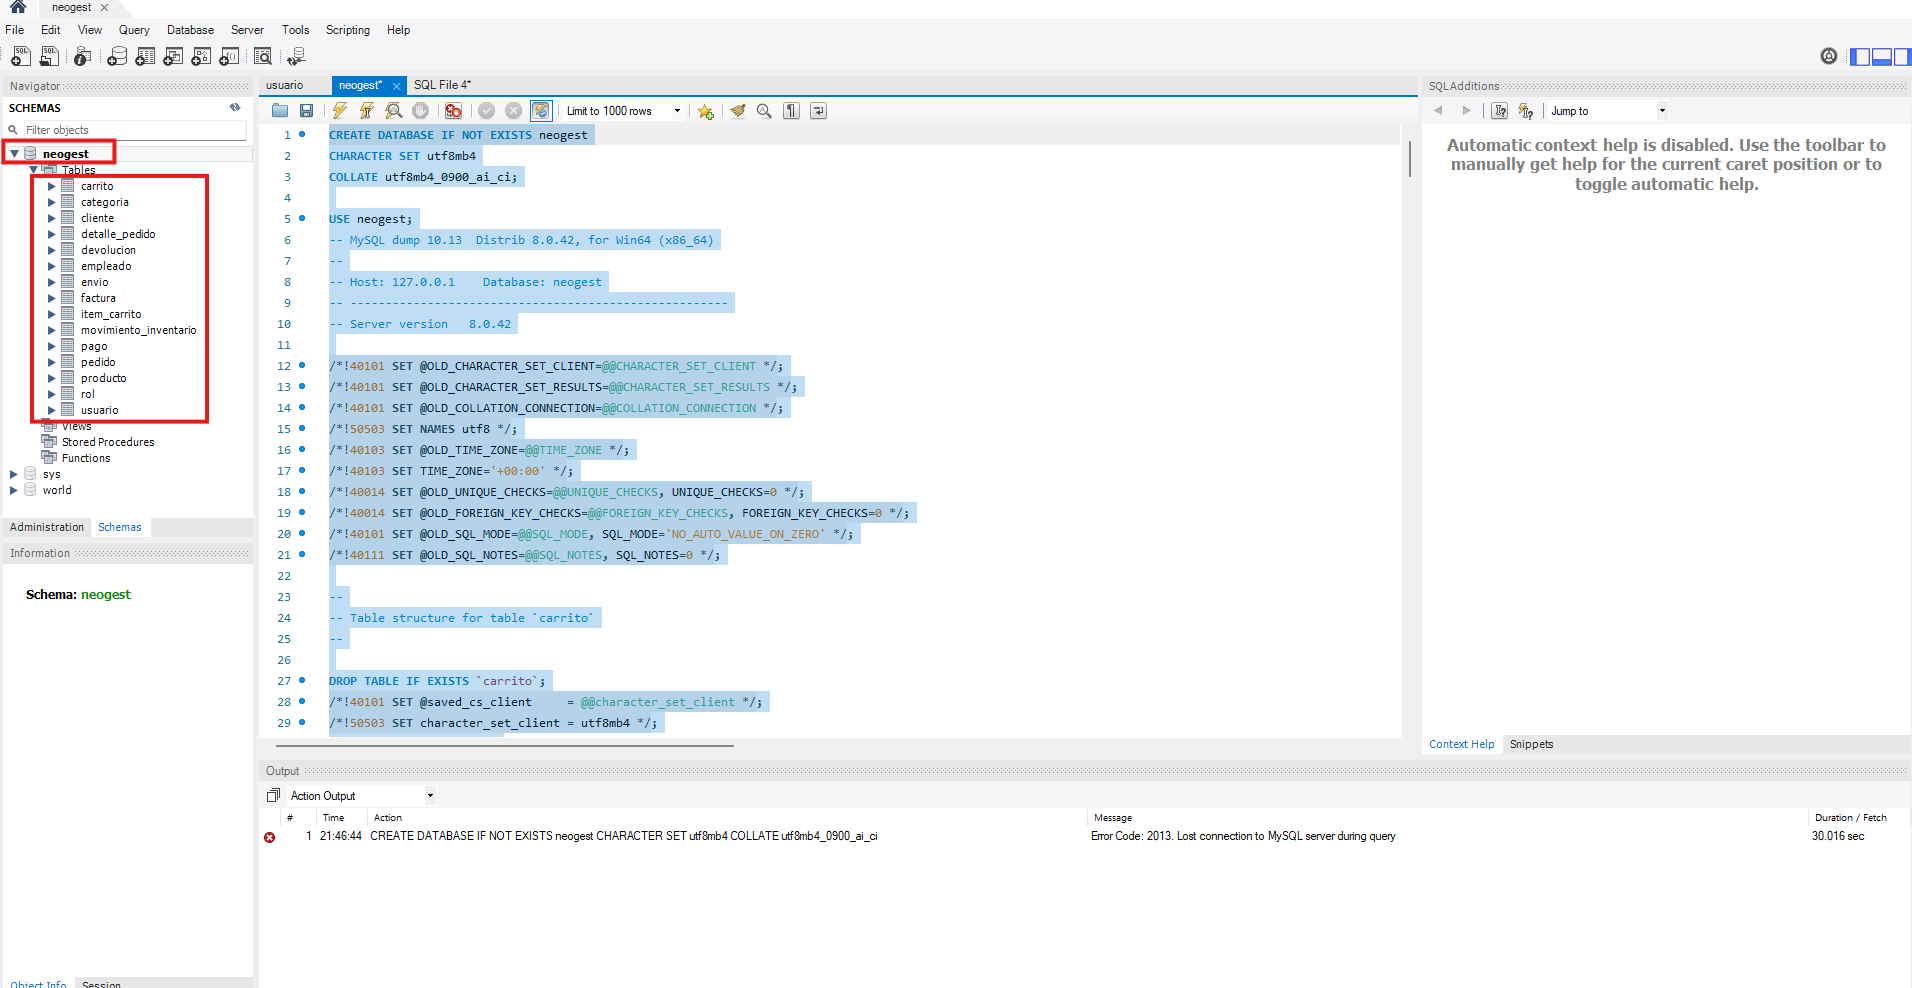 neogest
File Edit View Query Database Server Tools Scripting Help
Navigator
SCHEMAS
Filter objects
neogest
Tables
carrito
categoria
cliente
detalle_pedido
devolucion
empleado
envio
factura
item_carrito
movimiento_inventario
pago
pedido
producto
rol
usuario
Views
Stored Procedures
Functions
sys
world
Administration Schemas
Information
Schema: neogest
Object Info Session
usuario neogest* SQL File 4*
Limit to 1000 rows
1 CREATE DATABASE IF NOT EXISTS neogest
2 CHARACTER SET utf8mb4
3 COLLATE utf8mb4_0900_ai_ci;
4
5 USE neogest;
6 -- MySQL dump 10.13  Distrib 8.0.42, for Win64 (x86_64)
7 --
8 -- Host: 127.0.0.1    Database: neogest
9 -- ------------------------------------------------------
10 -- Server version   8.0.42
11
12 /*!40101 SET @OLD_CHARACTER_SET_CLIENT=@@CHARACTER_SET_CLIENT */;
13 /*!40101 SET @OLD_CHARACTER_SET_RESULTS=@@CHARACTER_SET_RESULTS */;
14 /*!40101 SET @OLD_COLLATION_CONNECTION=@@COLLATION_CONNECTION */;
15 /*!50503 SET NAMES utf8 */;
16 /*!40103 SET @OLD_TIME_ZONE=@@TIME_ZONE */;
17 /*!40103 SET TIME_ZONE='+00:00' */;
18 /*!40014 SET @OLD_UNIQUE_CHECKS=@@UNIQUE_CHECKS, UNIQUE_CHECKS=0 */;
19 /*!40014 SET @OLD_FOREIGN_KEY_CHECKS=@@FOREIGN_KEY_CHECKS, FOREIGN_KEY_CHECKS=0 */;
20 /*!40101 SET @OLD_SQL_MODE=@@SQL_MODE, SQL_MODE='NO_AUTO_VALUE_ON_ZERO' */;
21 /*!40111 SET @OLD_SQL_NOTES=@@SQL_NOTES, SQL_NOTES=0 */;
22
23 --
24 -- Table structure for table `carrito`
25 --
26
27 DROP TABLE IF EXISTS `carrito`;
28 /*!40101 SET @saved_cs_client     = @@character_set_client */;
29 /*!50503 SET character_set_client = utf8mb4 */;
SQLAdditions
Jump to
Automatic context help is disabled. Use the toolbar to
manually get help for the current caret position or to
toggle automatic help.
Context Help Snippets
Output
Action Output
# Time Action Message Duration / Fetch
1 21:46:44 CREATE DATABASE IF NOT EXISTS neogest CHARACTER SET utf8mb4 COLLATE utf8mb4_0900_ai_ci Error Code: 2013. Lost connection to MySQL server during query 30.016 sec